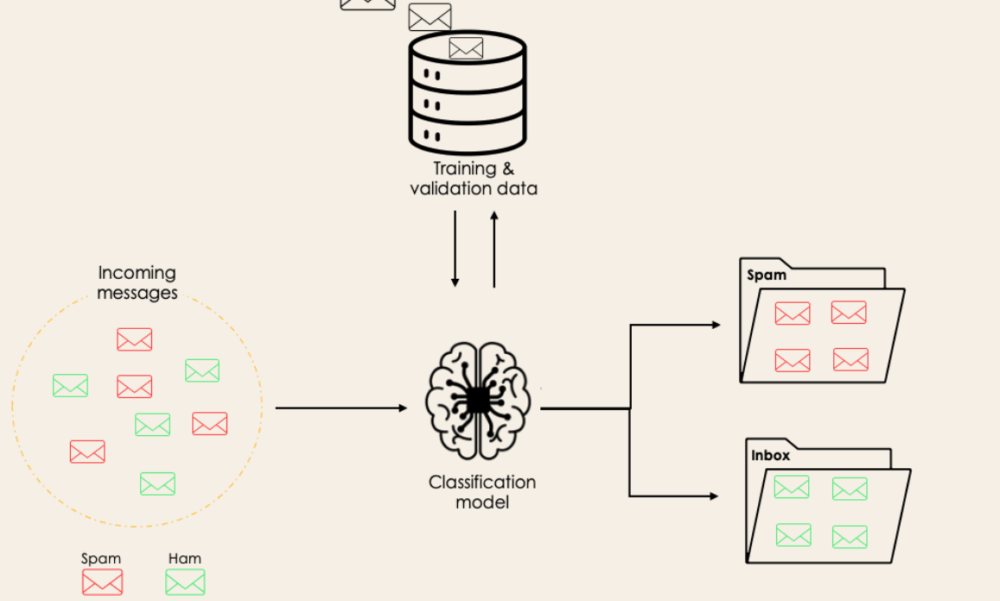 Training &
validation data
Incoming
messages
Spam
Classification
model
Inbox
Spam
Ham